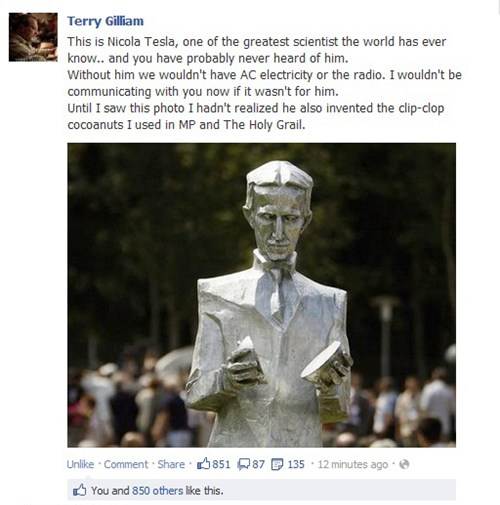 Terry Gilliam
This is Nicola Tesla, one of the greatest scientist the world has ever
know.. and you have probably never heard of him.
Without him we wouldn't have AC electricity or the radio. I wouldn't be
communicating with you now if it wasn't for him.
Until I saw this photo I hadn't realized he also invented the clip-clop
cocoanuts I used in MP and The Holy Grail.
Unlike · Comment · Share · 851 87 135 · 12 minutes ago ·
You and 850 others like this.